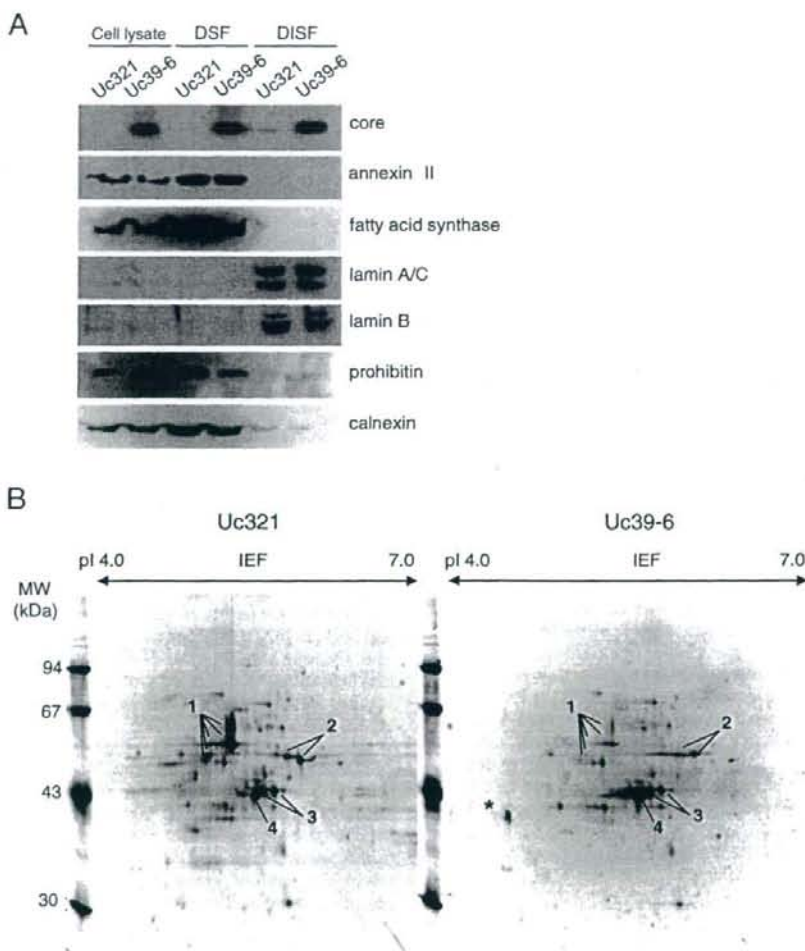 A
Cell lysate DSF DISF
Uc321 Uc39-6 Uc321 Uc39-6 Uc321 Uc39-6
core
annexin II
fatty acid synthase
lamin A/C
lamin B
prohibitin
calnexin
B
Uc321 Uc39-6
pI 4.0 IEF 7.0 pI 4.0 IEF 7.0
MW
(kDa)
94
67
1 2 1 2
43
* 
4 3 4 3
30